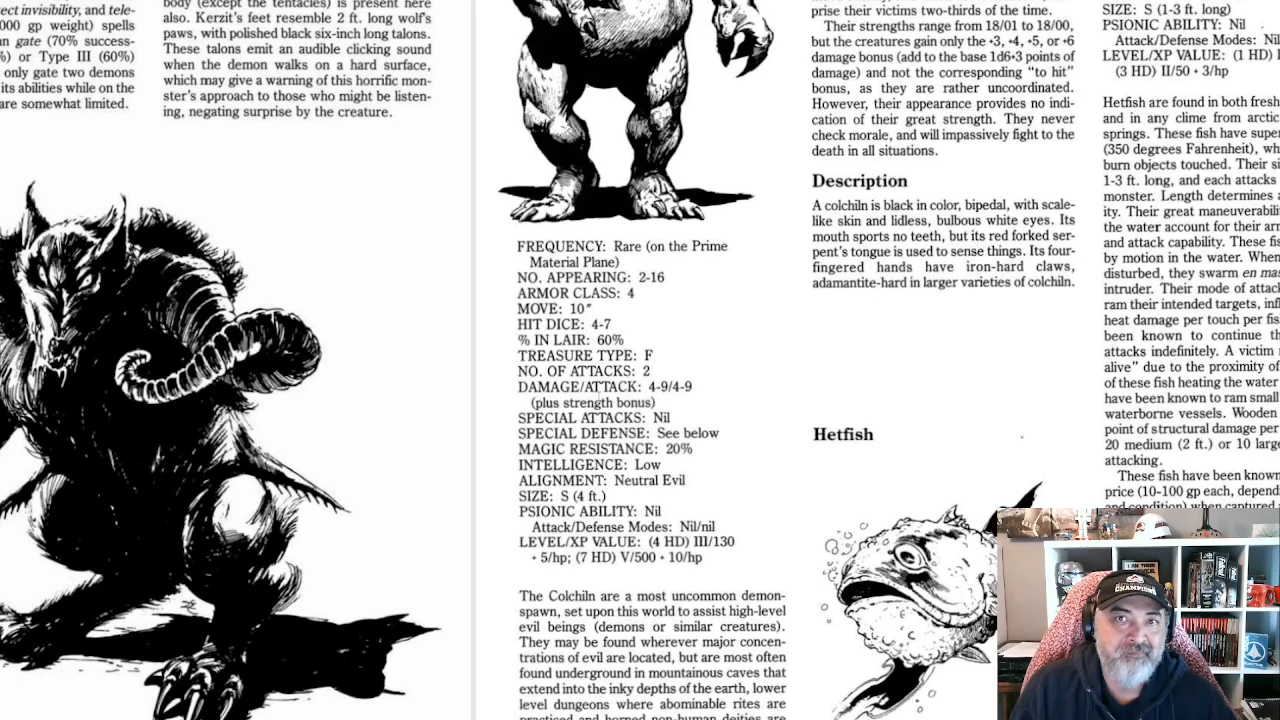 ect invisibility, and tele-
000 gp weight) spells
n gate (70% success-
%) or Type III (60%)
only gate two demons
its abilities while on the
are somewhat limited.
body (except the tentacles) is present here
also. Kerzit's feet resemble 2 ft. long wolf's
paws, with polished black six-inch long talons.
These talons emit an audible clicking sound
when the demon walks on a hard surface,
which may give a warning of this horrific mon-
ster's approach to those who might be listen-
ing, negating surprise by the creature.
FREQUENCY: Rare (on the Prime
Material Plane)
NO. APPEARING: 2-16
ARMOR CLASS: 4
MOVE: 10"
HIT DICE: 4-7
% IN LAIR: 60%
TREASURE TYPE: F
NO. OF ATTACKS: 2
DAMAGE/ATTACK: 4-9/4-9
(plus strength bonus)
SPECIAL ATTACKS: Nil
SPECIAL DEFENSE: See below
MAGIC RESISTANCE: 20%
INTELLIGENCE: Low
ALIGNMENT: Neutral Evil
SIZE: S (4 ft.)
PSIONIC ABILITY: Nil
Attack/Defense Modes: Nil/nil
LEVEL/XP VALUE: (4 HD) III/130
+ 5/hp; (7 HD) V/500 + 10/hp
The Colchiln are a most uncommon demon-
spawn, set upon this world to assist high-level
evil beings (demons or similar creatures).
They may be found wherever major concen-
trations of evil are located, but are most often
found underground in mountainous caves that
extend into the inky depths of the earth, lower
level dungeons where abominable rites are
practiced and horned non-human deities are
prise their victims two-thirds of the time.
Their strengths range from 18/01 to 18/00,
but the creatures gain only the +3, +4, +5, or +6
damage bonus (add to the base 1d6+3 points of
damage) and not the corresponding "to hit"
bonus, as they are rather uncoordinated.
However, their appearance provides no indi-
cation of their great strength. They never
check morale, and will impassively fight to the
death in all situations.
Description
A colchiln is black in color, bipedal, with scale-
like skin and lidless, bulbous white eyes. Its
mouth sports no teeth, but its red forked ser-
pent's tongue is used to sense things. Its four-
fingered hands have iron-hard claws,
adamantite-hard in larger varieties of colchiln.
Hetfish
SIZE: S (1-3 ft. long)
PSIONIC ABILITY: Nil
Attack/Defense Modes: Nil
LEVEL/XP VALUE: (1 HD)
(3 HD) II/50 + 3/hp
Hetfish are found in both fresh
and in any clime from arctic
springs. These fish have supe
(350 degrees Fahrenheit), wh
burn objects touched. Their si
1-3 ft. long, and each attacks
monster. Length determines a
ity. Their great maneuverabili
the water account for their arm
and attack capability. These fis
by motion in the water. When
disturbed, they swarm en mas
intruder. Their mode of attack
ram their intended targets, infl
heat damage per touch per fis
been known to continue th
attacks indefinitely. A victim
alive" due to the proximity of
of these fish heating the water
have been known to ram small
waterborne vessels. Wooden
point of structural damage per
20 medium (2 ft.) or 10 large
attacking.
These fish have been known
price (10-100 gp each, depend
and condition) when captured
CHAMPIONS